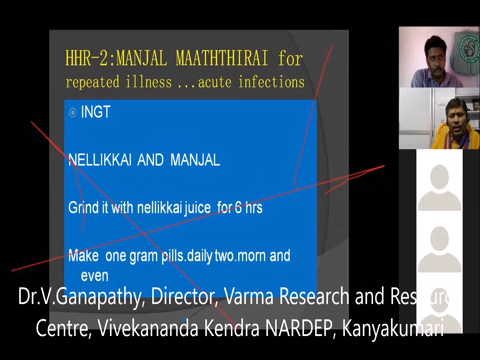 HHR-2:MANJAL MAATHTHIRAI for
repeated illness ...acute infections
INGT
NELLIKKAI AND MANJAL
Grind it with nellikkai juice for 6 hrs
Make one gram pills.daily two.morn and
even
Dr.V.Ganapathy, Director, Varma Research and Resource
Centre, Vivekananda Kendra NARDEP, Kanyakumari